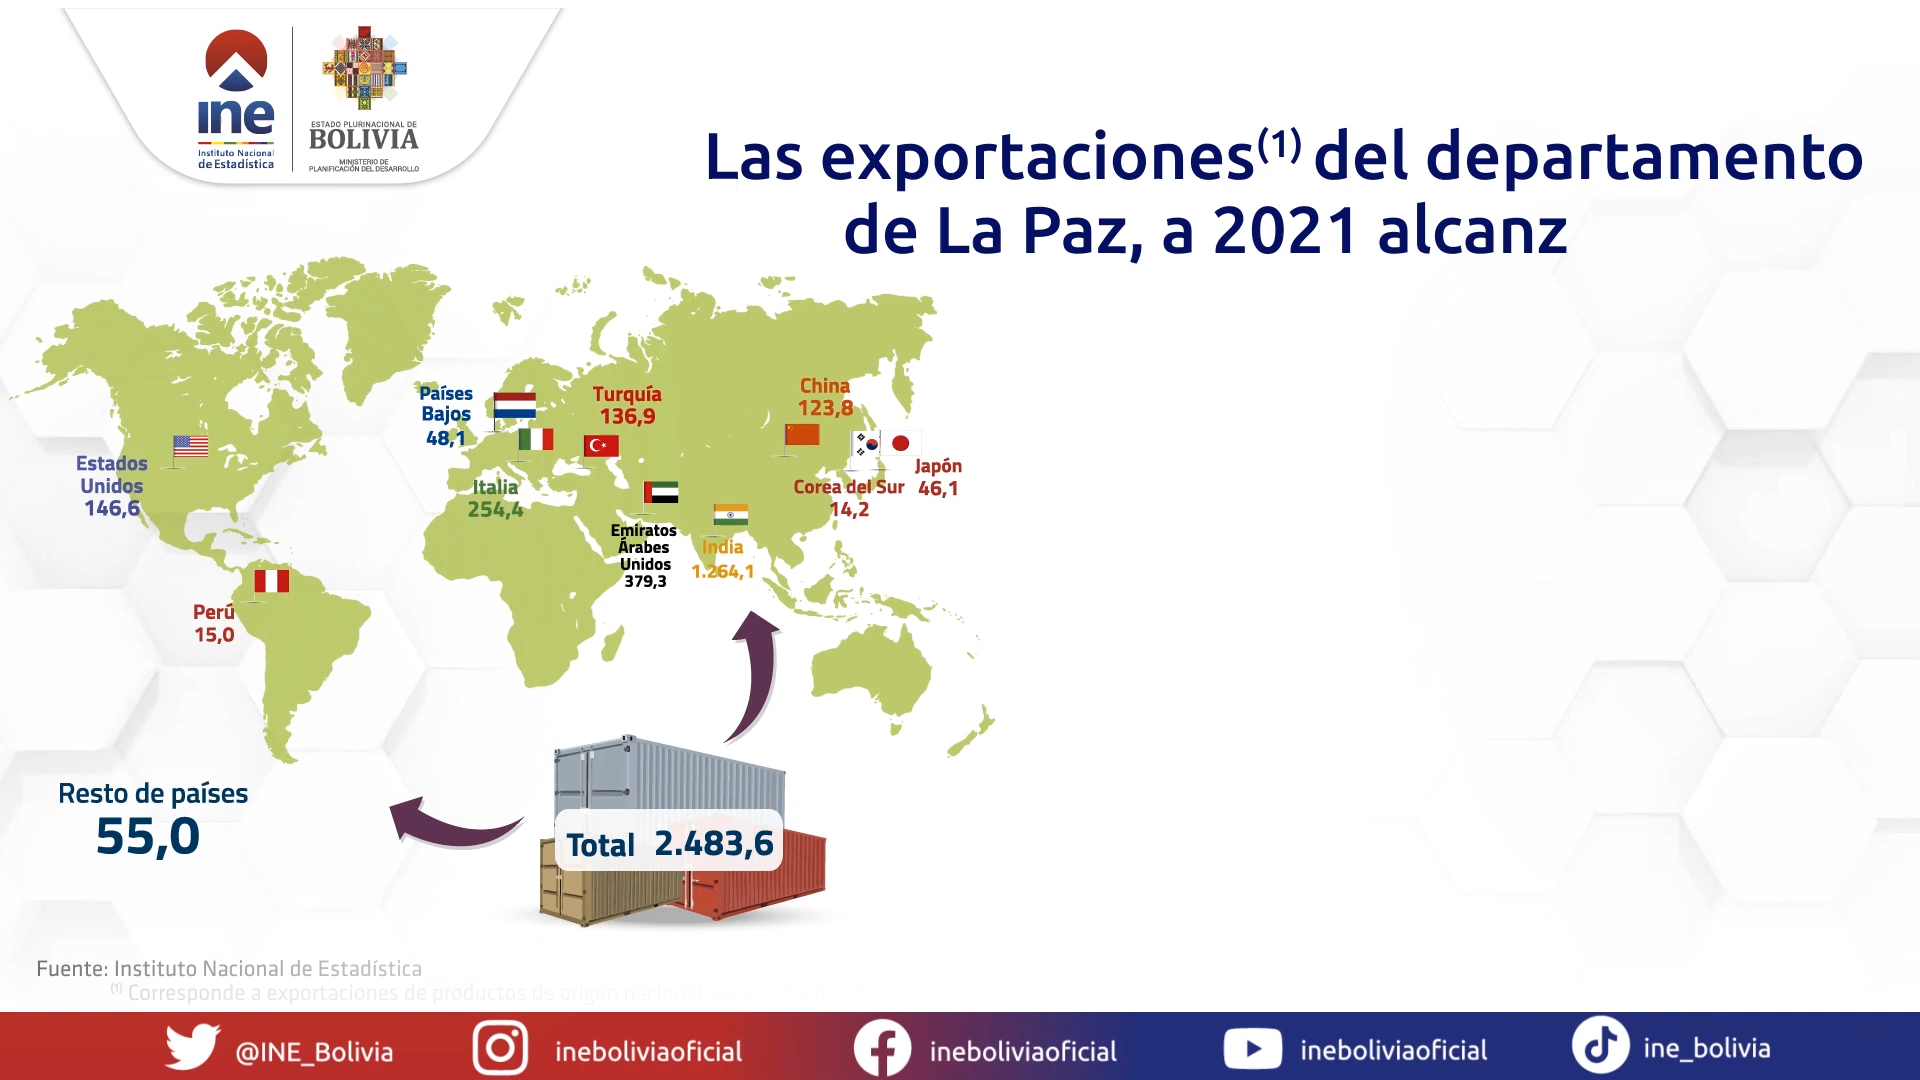 ine
Instituto Nacional
de Estadística
ESTADO PLURINACIONAL DE
BOLIVIA
MINISTERIO DE
PLANIFICACIÓN DEL DESARROLLO
Las exportaciones(1) del departamento
de La Paz, a 2021 alcanz
Países
Bajos
48,1
Turquía
136,9
China
123,8
Estados
Unidos
146,6
Italia
254,4
Emiratos
Árabes
Unidos
379,3
India
1.264,1
Corea del Sur
14,2
Japón
46,1
Perú
15,0
Resto de países
55,0
Total 2.483,6
Fuente: Instituto Nacional de Estadística
(1) Corresponde a exportaciones de productos de origen nacional
@INE_Bolivia
ineboliviaoficial
ineboliviaoficial
ineboliviaoficial
ine_bolivia